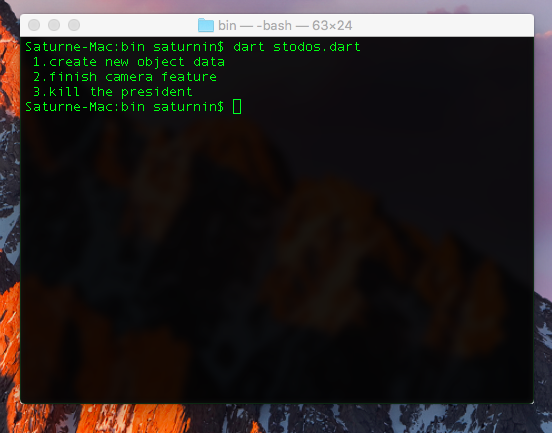 bin — -bash — 63×24
Saturne-Mac:bin saturnin$ dart stodos.dart
1.create new object data
2.finish camera feature
3.kill the president
Saturne-Mac:bin saturnin$